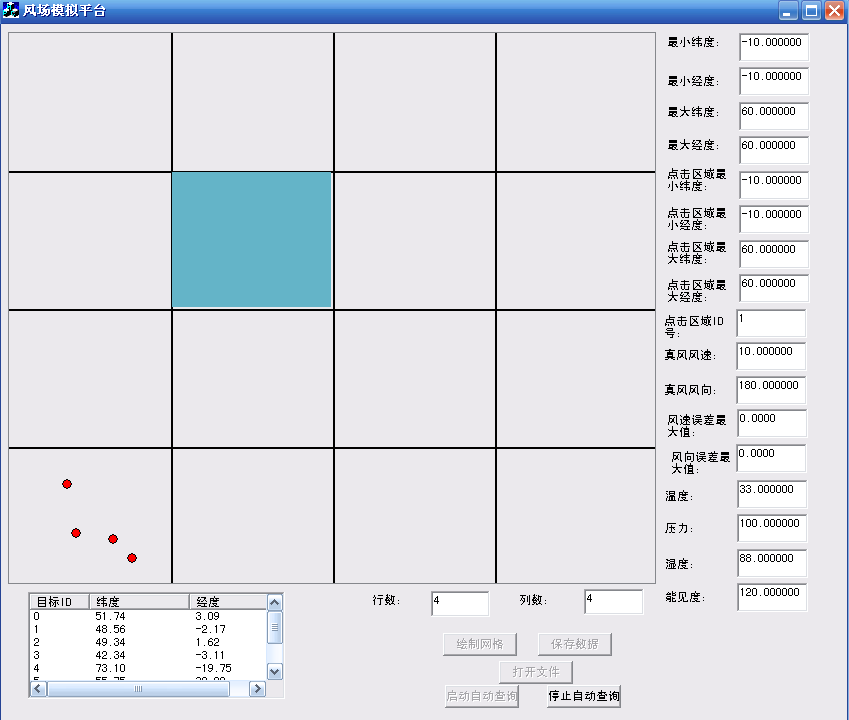 风场模拟平台
最小纬度:
-10.000000
最小经度:
-10.000000
最大纬度:
60.000000
最大经度:
60.000000
点击区域最
小纬度:
-10.000000
点击区域最
小经度:
-10.000000
点击区域最
大纬度:
60.000000
点击区域最
大经度:
60.000000
点击区域ID
号:
1
真风风速:
10.000000
真风风向:
180.000000
风速误差最
大值:
0.0000
风向误差最
大值:
0.0000
温度:
33.000000
压力:
100.000000
湿度:
88.000000
能见度:
120.000000
目标ID 纬度 经度
0 51.74 3.09
1 48.56 -2.17
2 49.34 1.62
3 42.34 -3.11
4 73.10 -19.75
行数:
4
列数:
4
绘制网格
保存数据
打开文件
启动自动查询
停止自动查询